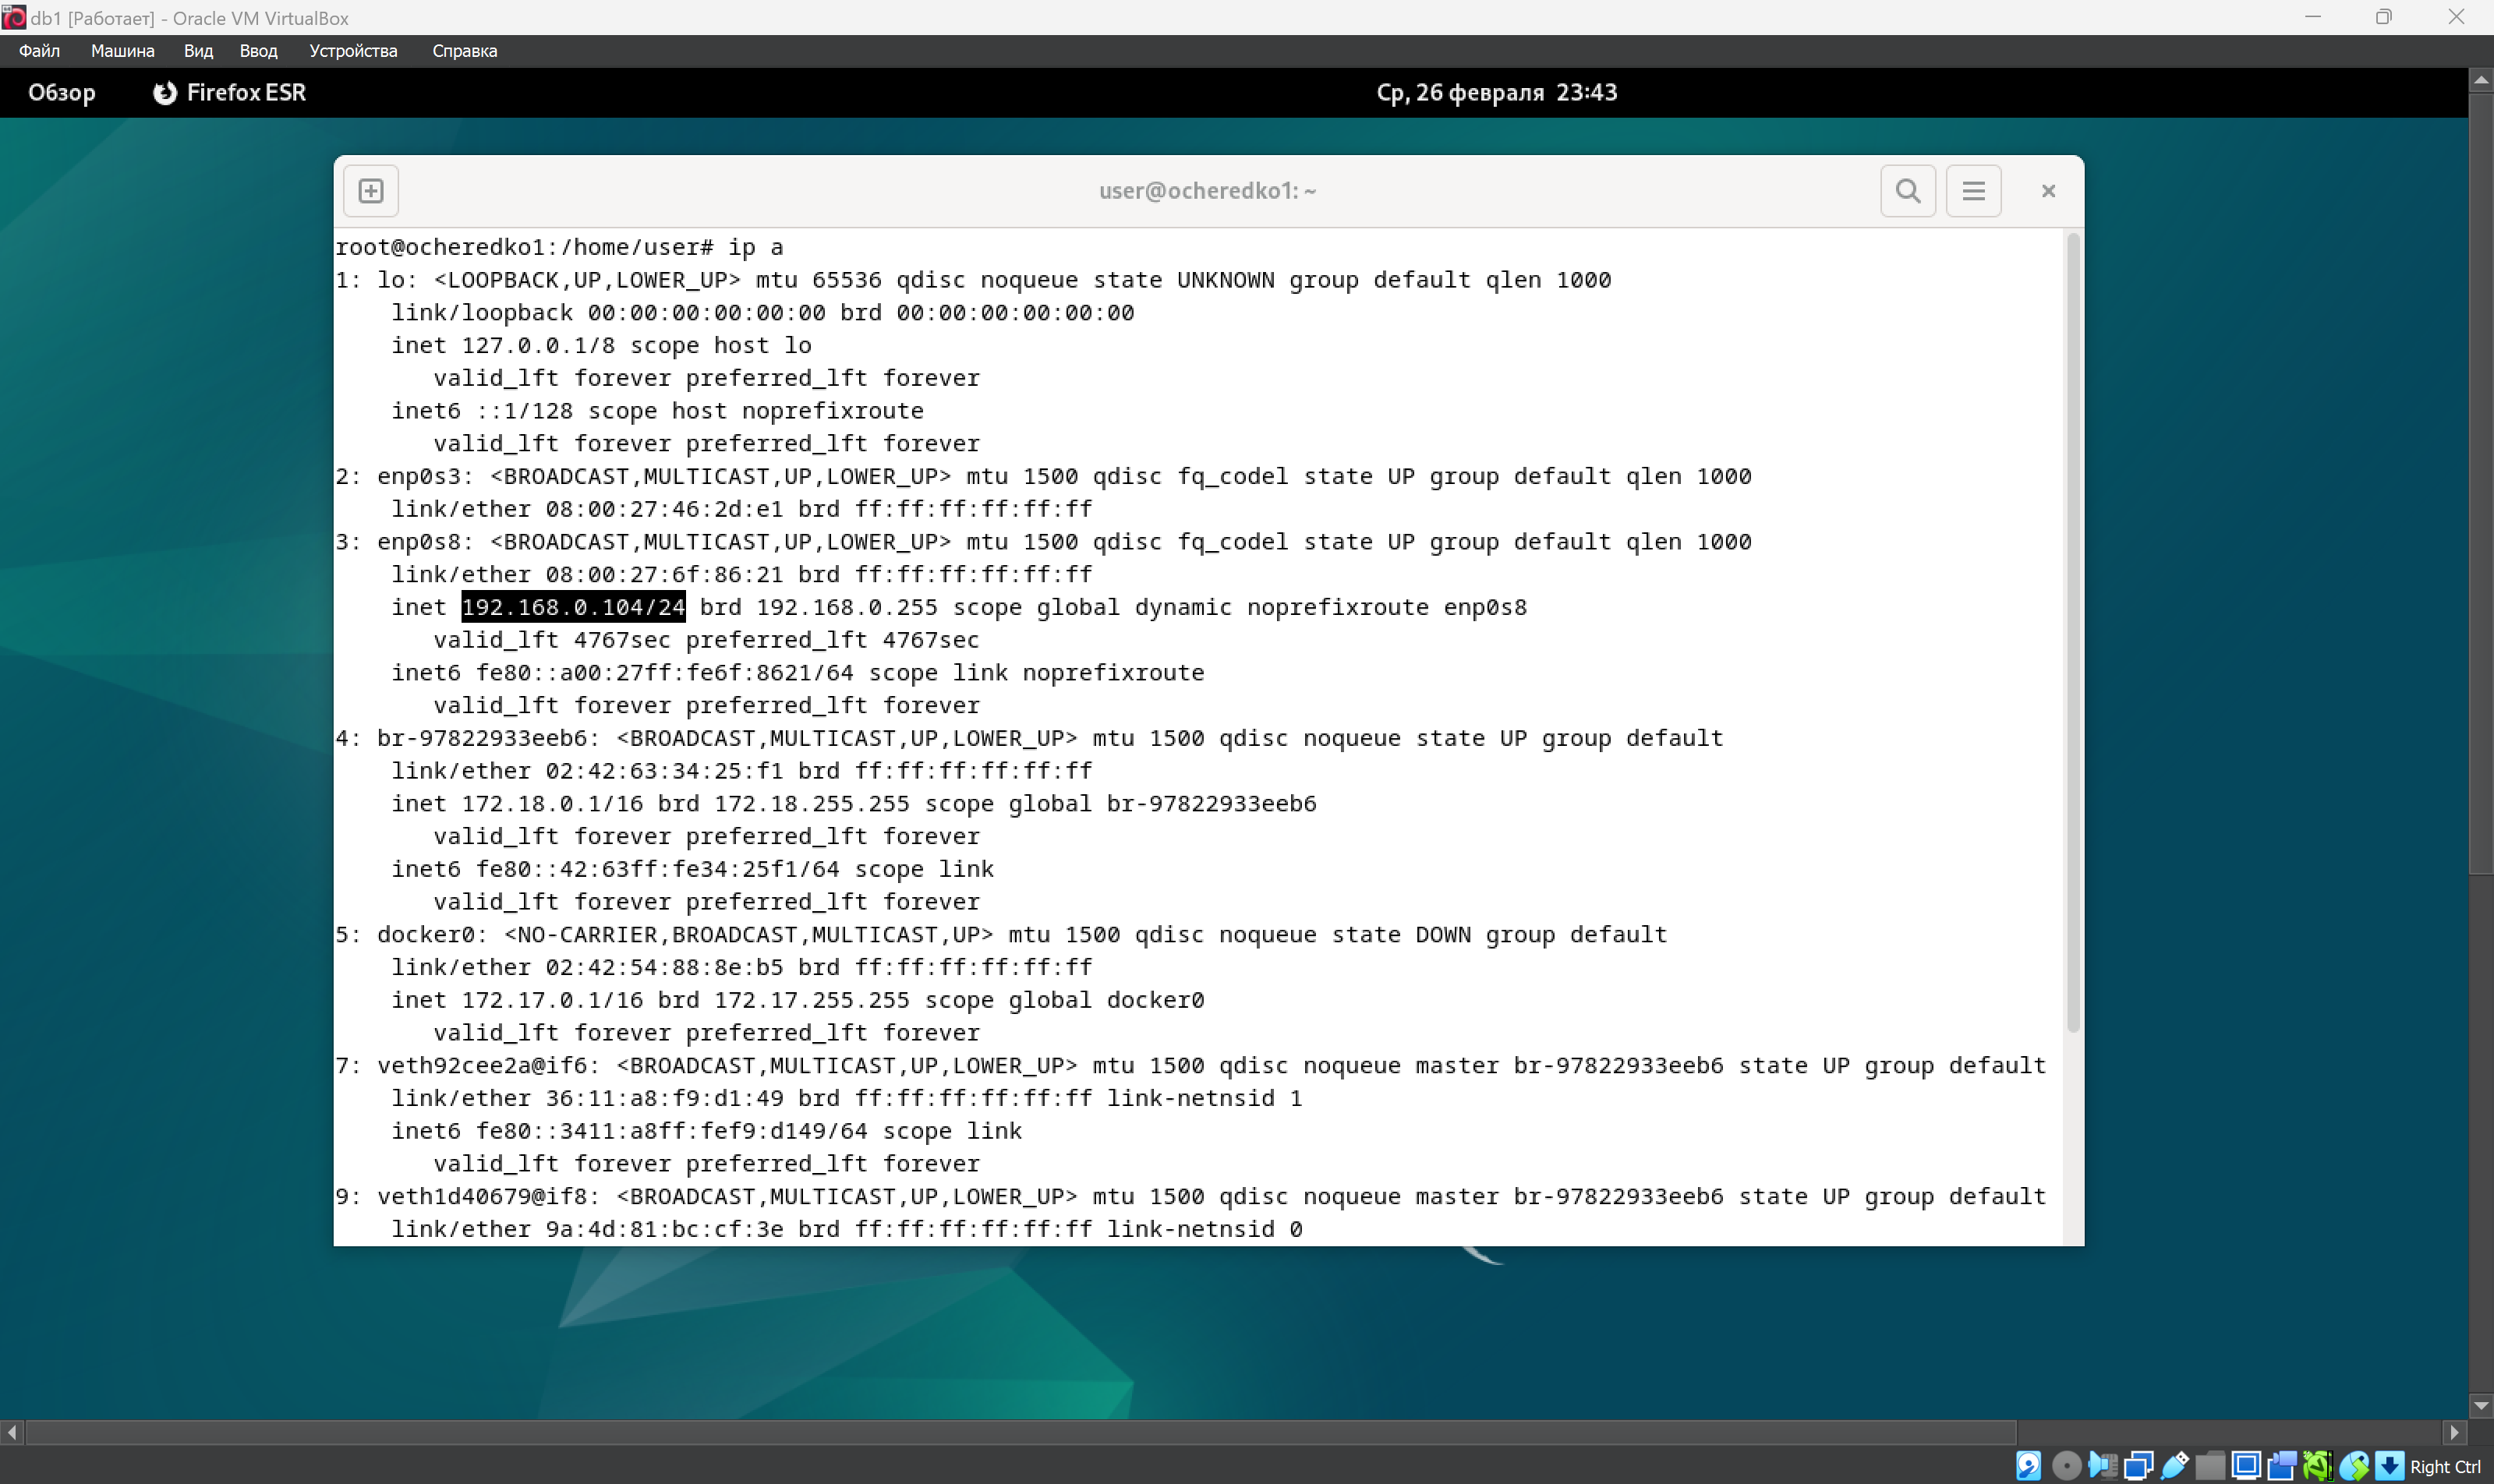 db1 [Работает] - Oracle VM VirtualBox
Файл Машина Вид Ввод Устройства Справка
Обзор Firefox ESR Ср, 26 февраля 23:43
user@ocheredko1: ~
root@ocheredko1:/home/user# ip a
1: lo: <LOOPBACK,UP,LOWER_UP> mtu 65536 qdisc noqueue state UNKNOWN group default qlen 1000
link/loopback 00:00:00:00:00:00 brd 00:00:00:00:00:00
inet 127.0.0.1/8 scope host lo
valid_lft forever preferred_lft forever
inet6 ::1/128 scope host noprefixroute
valid_lft forever preferred_lft forever
2: enp0s3: <BROADCAST,MULTICAST,UP,LOWER_UP> mtu 1500 qdisc fq_codel state UP group default qlen 1000
link/ether 08:00:27:46:2d:e1 brd ff:ff:ff:ff:ff:ff
3: enp0s8: <BROADCAST,MULTICAST,UP,LOWER_UP> mtu 1500 qdisc fq_codel state UP group default qlen 1000
link/ether 08:00:27:6f:86:21 brd ff:ff:ff:ff:ff:ff
inet 192.168.0.104/24 brd 192.168.0.255 scope global dynamic noprefixroute enp0s8
valid_lft 4767sec preferred_lft 4767sec
inet6 fe80::a00:27ff:fe6f:8621/64 scope link noprefixroute
valid_lft forever preferred_lft forever
4: br-97822933eeb6: <BROADCAST,MULTICAST,UP,LOWER_UP> mtu 1500 qdisc noqueue state UP group default
link/ether 02:42:63:34:25:f1 brd ff:ff:ff:ff:ff:ff
inet 172.18.0.1/16 brd 172.18.255.255 scope global br-97822933eeb6
valid_lft forever preferred_lft forever
inet6 fe80::42:63ff:fe34:25f1/64 scope link
valid_lft forever preferred_lft forever
5: docker0: <NO-CARRIER,BROADCAST,MULTICAST,UP> mtu 1500 qdisc noqueue state DOWN group default
link/ether 02:42:54:88:8e:b5 brd ff:ff:ff:ff:ff:ff
inet 172.17.0.1/16 brd 172.17.255.255 scope global docker0
valid_lft forever preferred_lft forever
7: veth92cee2a@if6: <BROADCAST,MULTICAST,UP,LOWER_UP> mtu 1500 qdisc noqueue master br-97822933eeb6 state UP group default
link/ether 36:11:a8:f9:d1:49 brd ff:ff:ff:ff:ff:ff link-netnsid 1
inet6 fe80::3411:a8ff:fef9:d149/64 scope link
valid_lft forever preferred_lft forever
9: veth1d40679@if8: <BROADCAST,MULTICAST,UP,LOWER_UP> mtu 1500 qdisc noqueue master br-97822933eeb6 state UP group default
link/ether 9a:4d:81:bc:cf:3e brd ff:ff:ff:ff:ff:ff link-netnsid 0
Right Ctrl